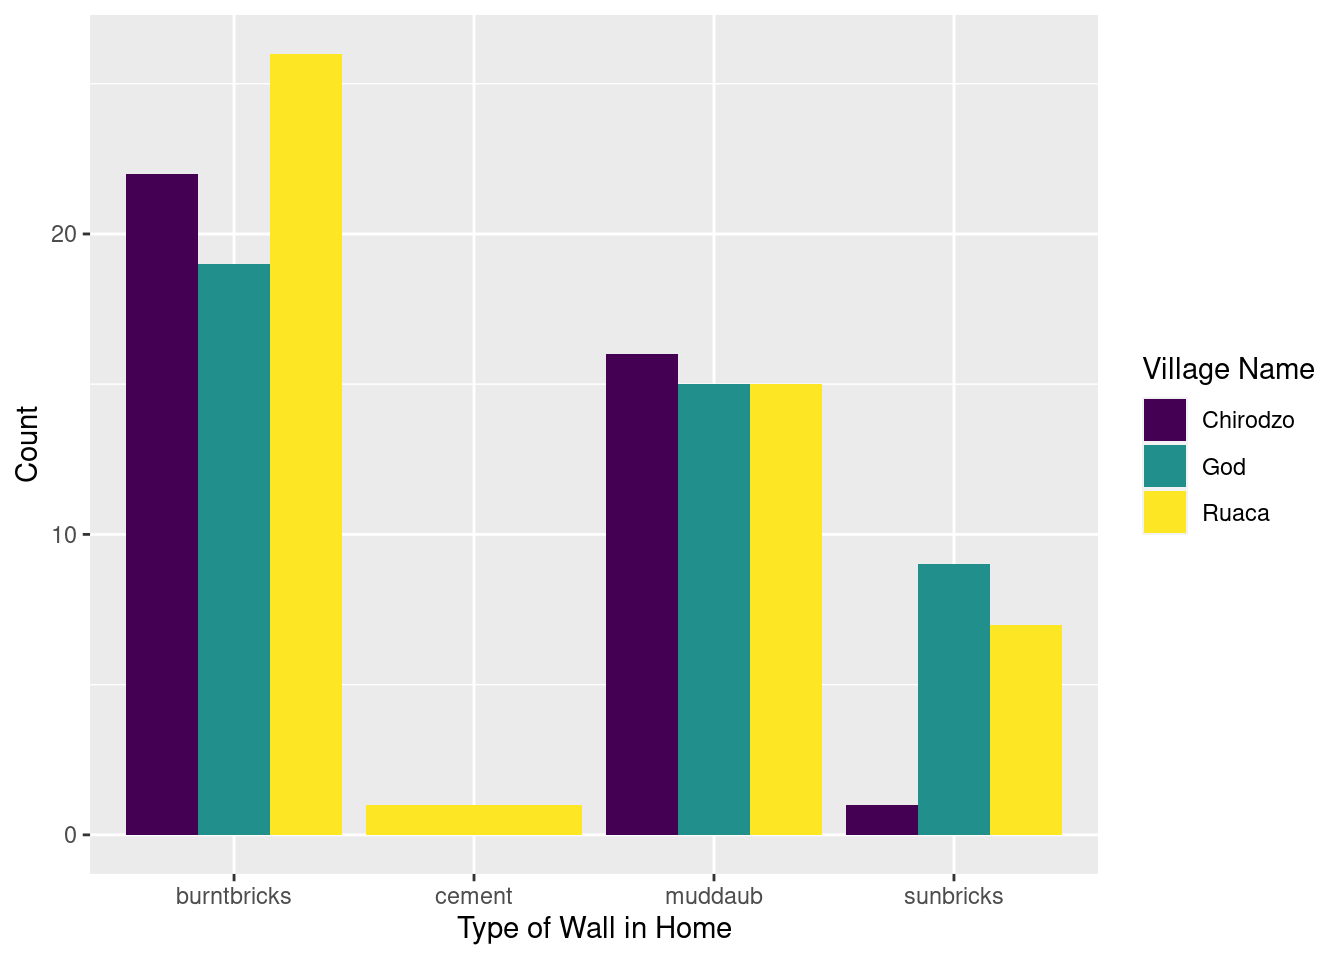 20
10
0
Count
burntbricks cement muddaub sunbricks
Type of Wall in Home
Village Name
Chirodzo
God
Ruaca